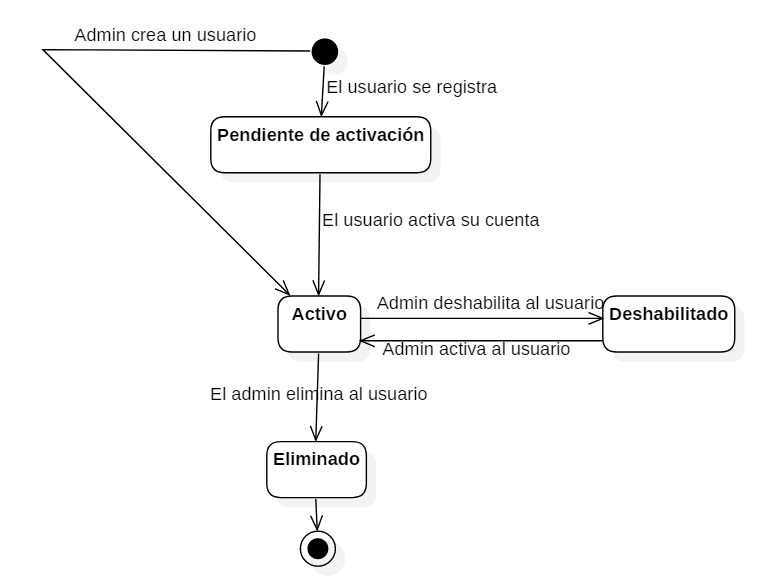 Admin crea un usuario
El usuario se registra
Pendiente de activación
El usuario activa su cuenta
Admin deshabilita al usuario
Activo
Deshabilitado
Admin activa al usuario
El admin elimina al usuario
Eliminado